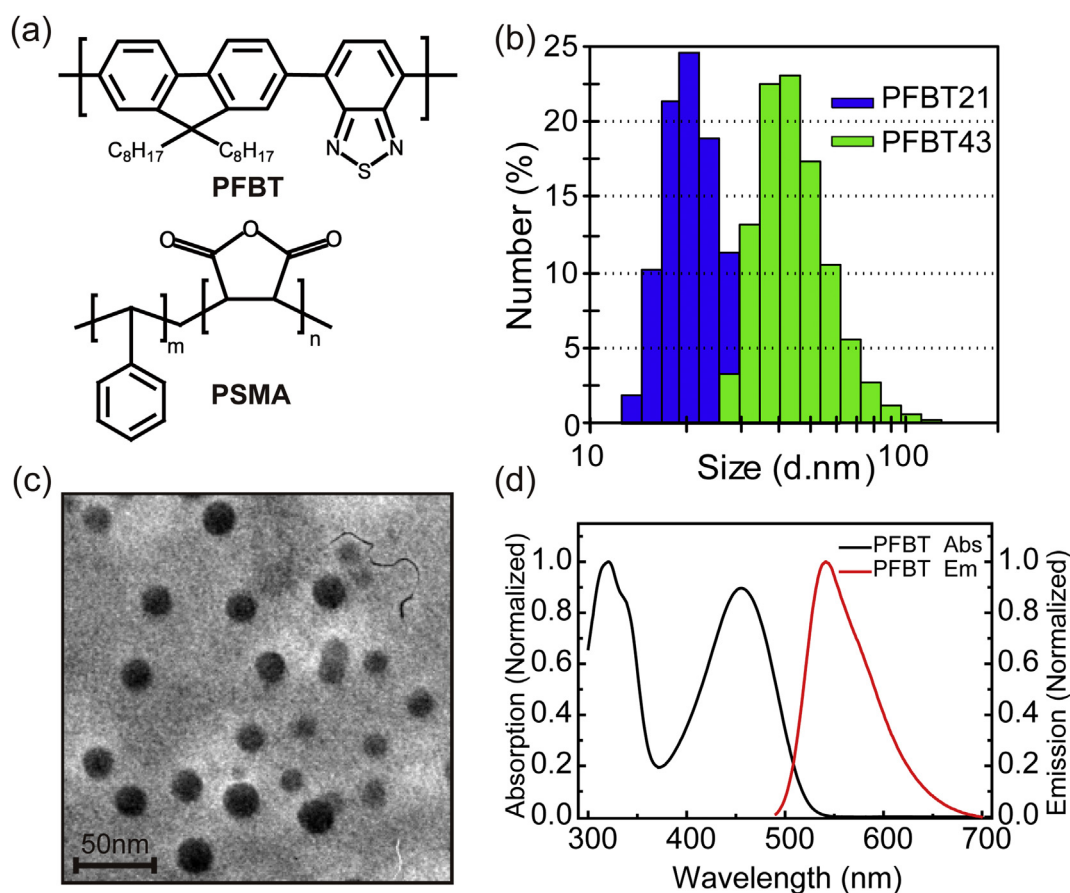 (a)
C8H17
C8H17
N
S
N
PFBT
O
O
O
m
n
PSMA
(b)
25
20
15
10
5
0
Number (%)
PFBT21
PFBT43
10
100
Size (d.nm)
(c)
50nm
(d)
1.0
0.8
0.6
0.4
0.2
0.0
Absorption (Normalized)
PFBT Abs
PFBT Em
1.0
0.8
0.6
0.4
0.2
0.0
Emission (Normalized)
300
400
500
600
700
Wavelength (nm)